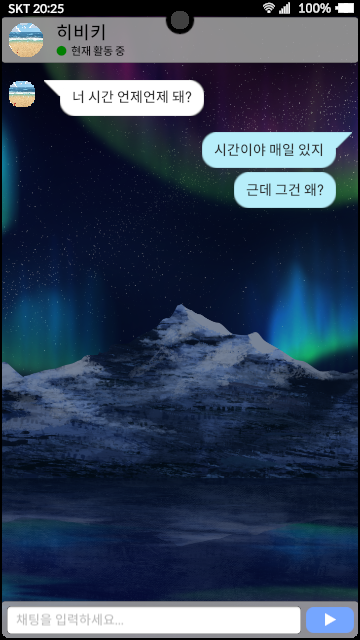 SKT 20:25
100%
히비키
현재 활동 중
너 시간 언제언제 돼?
시간이야 매일 있지
근데 그건 왜?
채팅을 입력하세요...